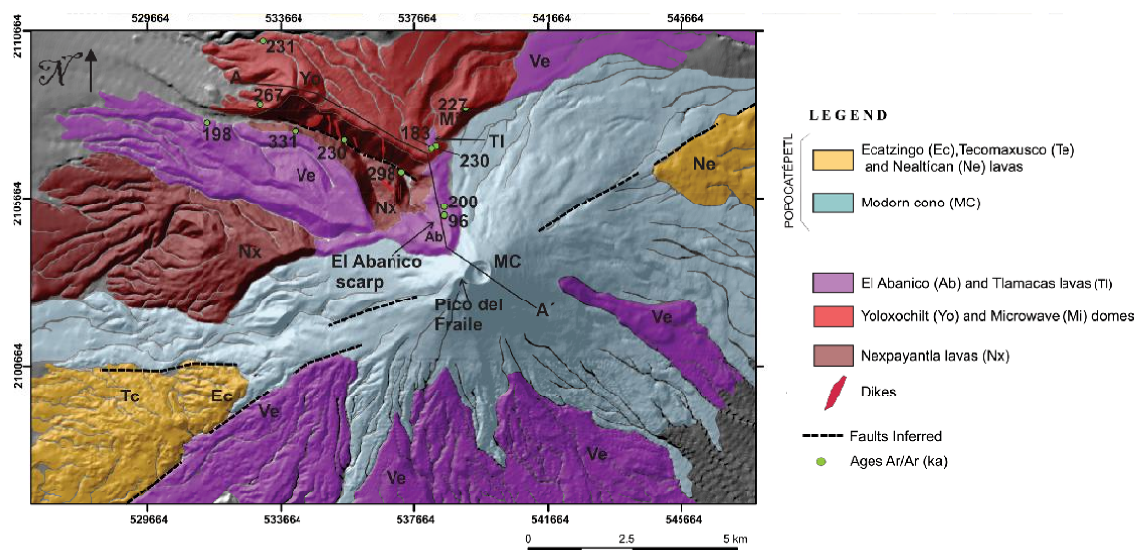 529664 533664 537664 541664 545664
2110664
2105664
2100664
N
231
A
Yo
267
227
Mi
Ve
198
331
230
183
Tl
230
298
Ve
Ne
Nx
200
96
Ab
Nx
El Abanico
scarp
MC
Pico del
Fraile
A´
Ve
Tc
Ec
Ve
Ve
Ve
529664 533664 537664 541664 545664
0 2.5 5 km
LEGEND
POPOCATÉPETL
Ecatzingo (Ec),Tecomaxusco (Te)
and Nealtícan (Ne) lavas
Modern cono (MC)
El Abanico (Ab) and Tlamacas lavas (Tl)
Yoloxochilt (Yo) and Microwave (Mi) domes
Nexpayantla lavas (Nx)
Dikes
Faults Inferred
Ages Ar/Ar (ka)